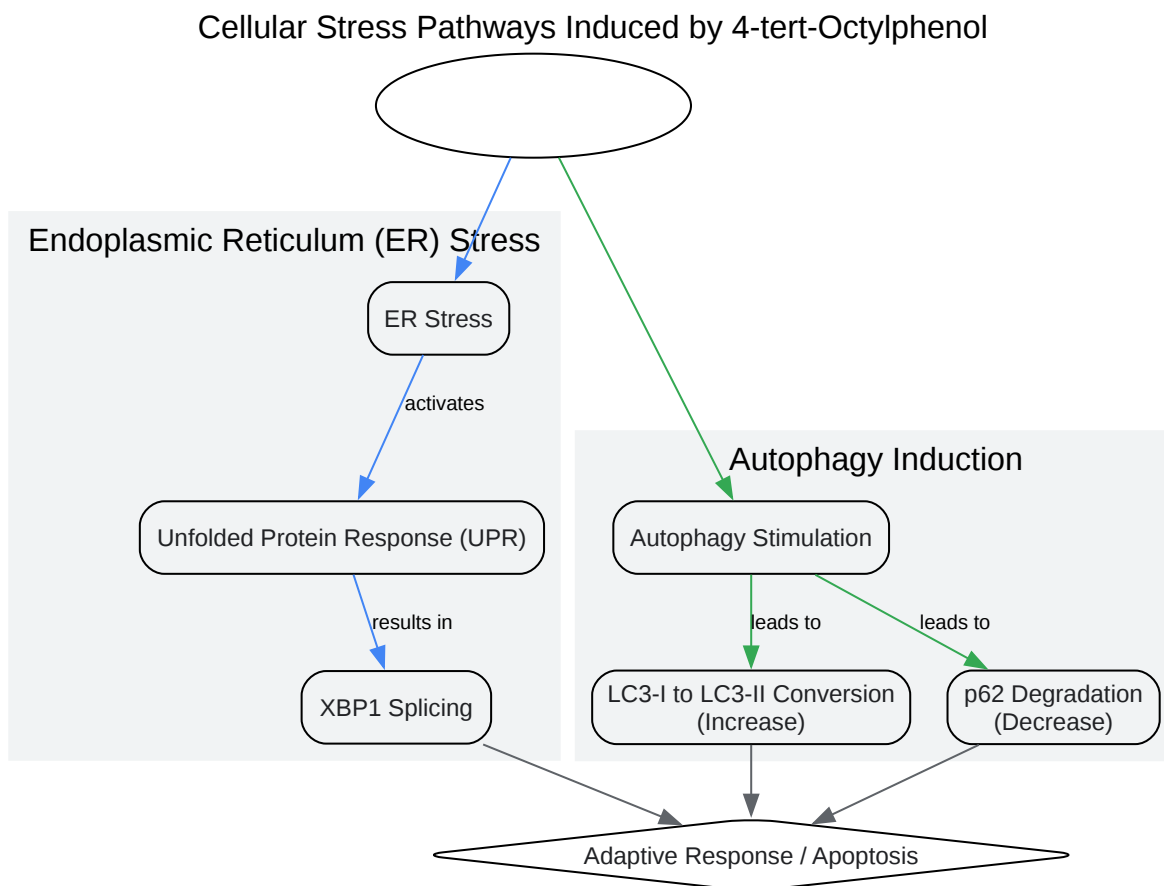 Cellular Stress Pathways Induced by 4-tert-Octylphenol
Endoplasmic Reticulum (ER) Stress
ER Stress
activates
Unfolded Protein Response (UPR)
results in
XBP1 Splicing
Autophagy Induction
Autophagy Stimulation
leads to
leads to
LC3-I to LC3-II Conversion
(Increase)
p62 Degradation
(Decrease)
Adaptive Response / Apoptosis